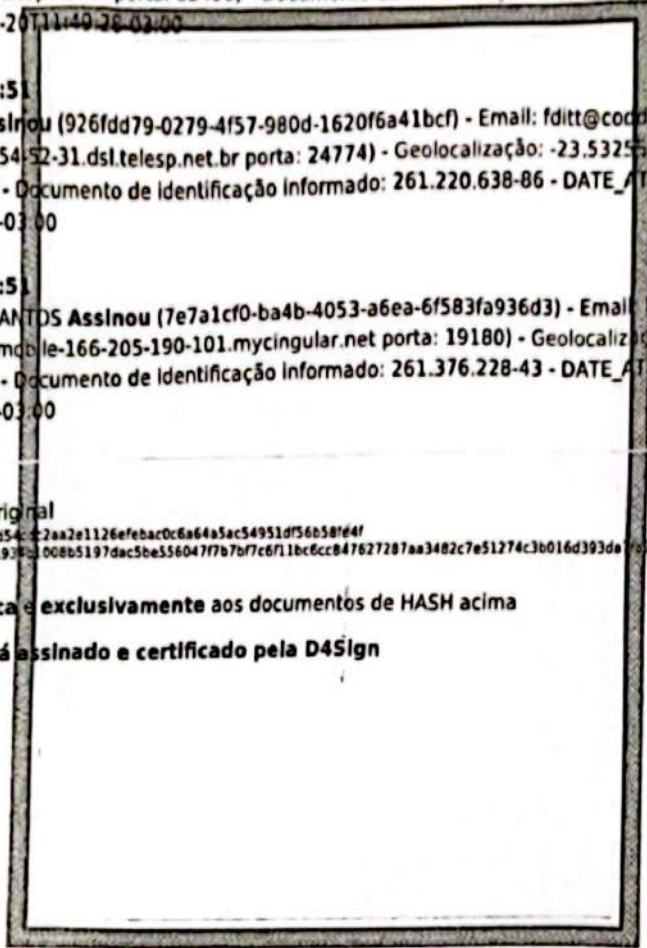 -20T11:49:28-03:00
:51
sinou (926fdd79-0279-4f57-980d-1620f6a41bcf) - Email: fditt@codd
54-52-31.dsl.telesp.net.br porta: 24774) - Geolocalização: -23.5325
- Documento de identificação informado: 261.220.638-86 - DATE_AT
-03:00
:51
ANTOS Assinou (7e7a1cf0-ba4b-4053-a6ea-6f583fa936d3) - Email:
mobile-166-205-190-101.mycingular.net porta: 19180) - Geolocaliza
- Documento de identificação informado: 261.376.228-43 - DATE_AT
-03:00
riginal
ca e exclusivamente aos documentos de HASH acima
á assinado e certificado pela D4Sign